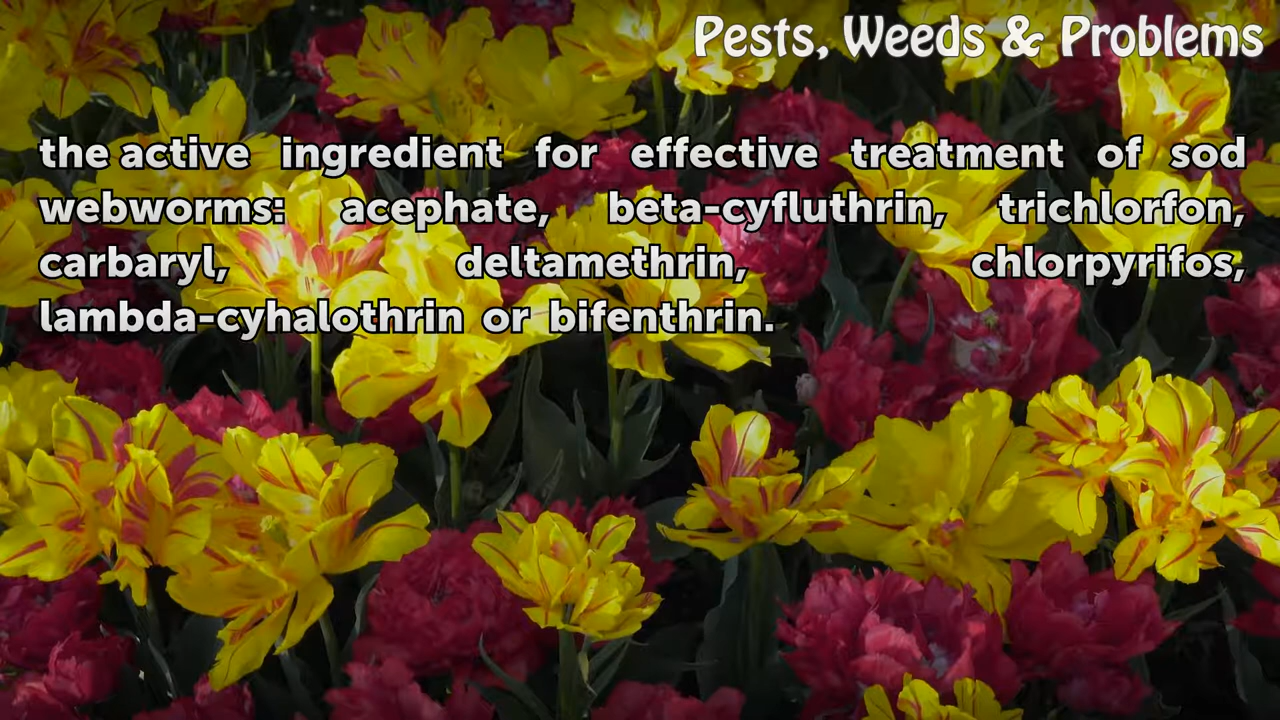 Pests, Weeds & Problems
the active ingredient for effective treatment of sod
webworms: acephate, beta-cyfluthrin, trichlorfon,
carbaryl, deltamethrin, chlorpyrifos,
lambda-cyhalothrin or bifenthrin.